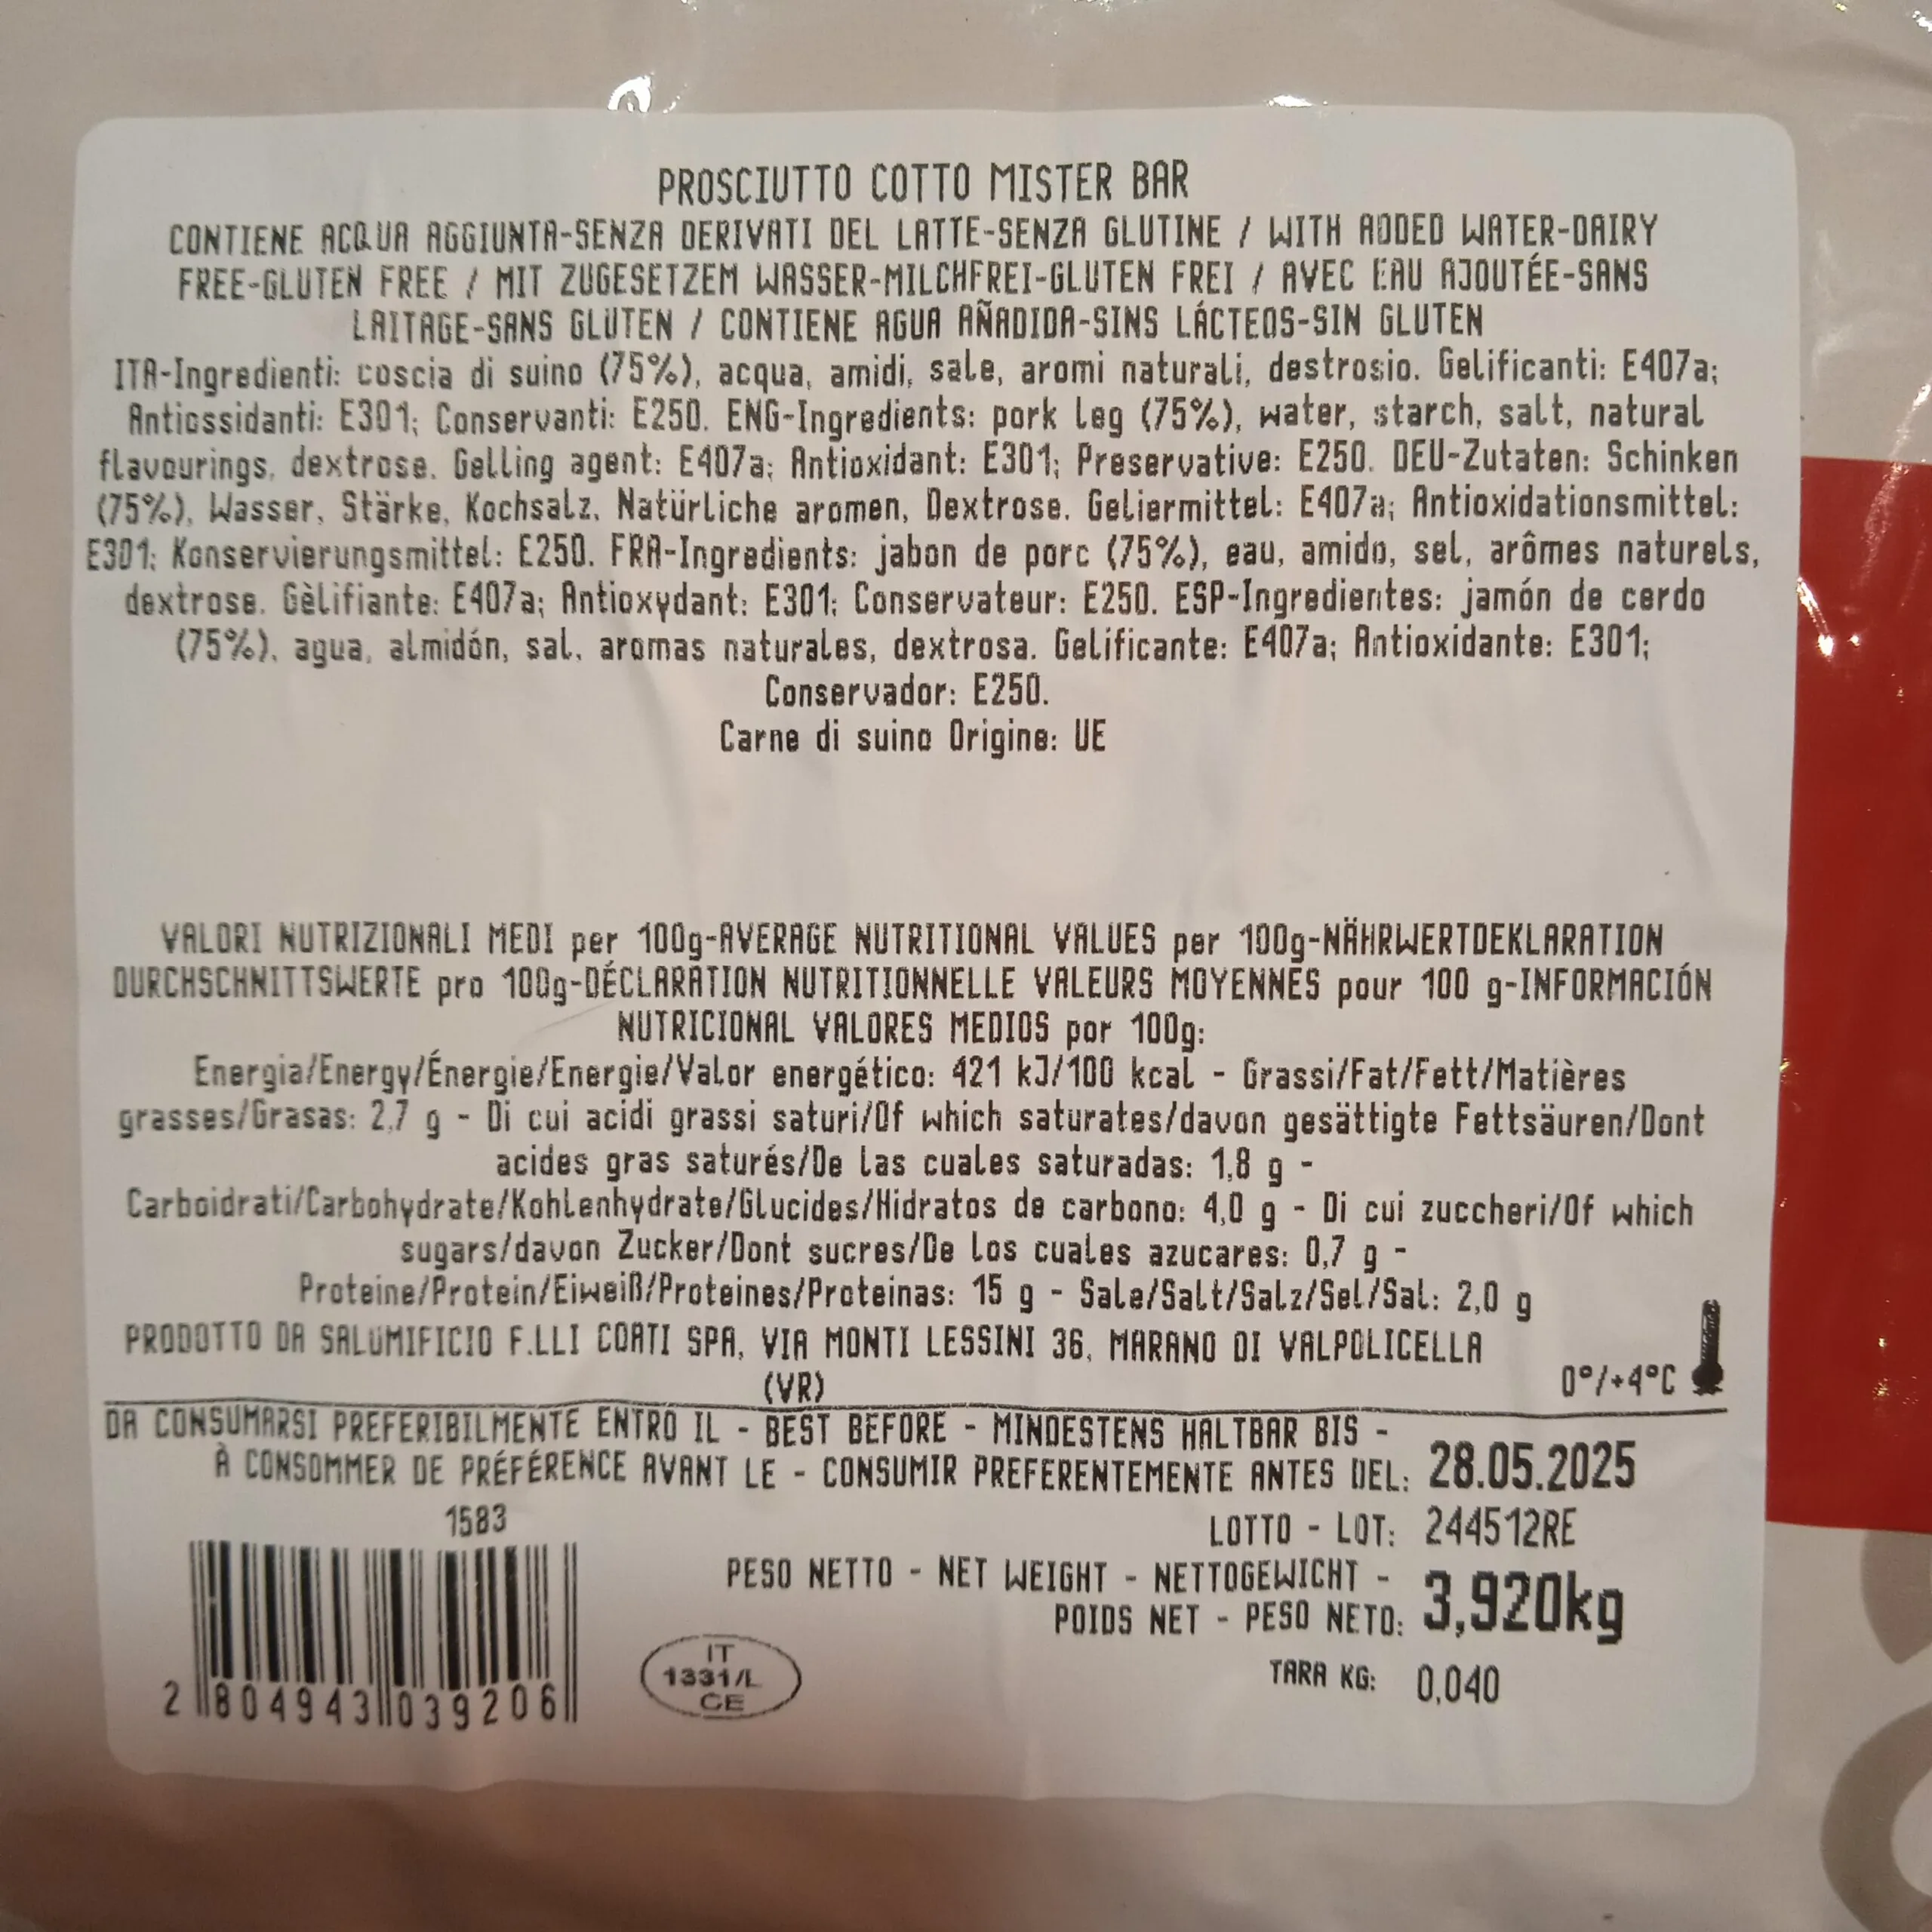 PROSCIUTTO COTTO MISTER BAR
CONTIENE ACQUA AGGIUNTA-SENZA DERIVATI DEL LATTE-SENZA GLUTINE / WITH ADDED WATER-DAIRY
FREE-GLUTEN FREE / MIT ZUGESETZEM WASSER-MILCHFREI-GLUTEN FREI / AVEC EAU AJOUTÉE-SANS
LAITAGE-SANS GLUTEN / CONTIENE AGUA AÑADIDA-SINS LÁCTEOS-SIN GLUTEN
ITA-Ingredienti: coscia di suino (75%), acqua, amidi, sale, aromi naturali, destrosio. Gelificanti: E407a;
Antiossidanti: E301; Conservanti: E250. ENG-Ingredients: pork leg (75%), water, starch, salt, natural
flavourings, dextrose. Gelling agent: E407a; Antioxidant: E301; Preservative: E250. DEU-Zutaten: Schinken
(75%), Wasser, Stärke, Kochsalz, Natürliche aromen, Dextrose. Geliermittel: E407a; Antioxidationsmittel:
E301; Konservierungsmittel: E250. FRA-Ingredients: jabon de porc (75%), eau, amido, sel, arômes naturels,
dextrose. Gèlifiante: E407a; Antioxydant: E301; Conservateur: E250. ESP-Ingredientes: jamón de cerdo
(75%), agua, almidón, sal, aromas naturales, dextrosa. Gelificante: E407a; Antioxidante: E301;
Conservador: E250.
Carne di suino Origine: UE
VALORI NUTRIZIONALI MEDI per 100g-AVERAGE NUTRITIONAL VALUES per 100g-NÄHRWERTDEKLARATION
DURCHSCHNITTSWERTE pro 100g-DÉCLARATION NUTRITIONNELLE VALEURS MOYENNES pour 100 g-INFORMACIÓN
NUTRICIONAL VALORES MEDIOS por 100g:
Energia/Energy/Énergie/Energie/Valor energético: 421 kJ/100 kcal - Grassi/Fat/Fett/Matières
grasses/Grasas: 2,7 g - Di cui acidi grassi saturi/Of which saturates/davon gesättigte Fettsäuren/Dont
acides gras saturés/De las cuales saturadas: 1,8 g -
Carboidrati/Carbohydrate/Kohlenhydrate/Glucides/Hidratos de carbono: 4,0 g - Di cui zuccheri/Of which
sugars/davon Zucker/Dont sucres/De los cuales azucares: 0,7 g -
Proteine/Protein/Eiweiß/Proteines/Proteinas: 15 g - Sale/Salt/Salz/Sel/Sal: 2,0 g
PRODOTTO DA SALUMIFICIO F.LLI COATI SPA, VIA MONTI LESSINI 36, MARANO DI VALPOLICELLA
(VR)
0°/+4°C
DA CONSUMARSI PREFERIBILMENTE ENTRO IL - BEST BEFORE - MINDESTENS HALTBAR BIS -
À CONSOMMER DE PRÉFÉRENCE AVANT LE - CONSUMIR PREFERENTEMENTE ANTES DEL: 28.05.2025
1583
LOTTO - LOT: 244512RE
PESO NETTO - NET WEIGHT - NETTOGEWICHT -
POIDS NET - PESO NETO: 3,920kg
IT
1331/L
CE
TARA KG: 0,040
2 804943 039206